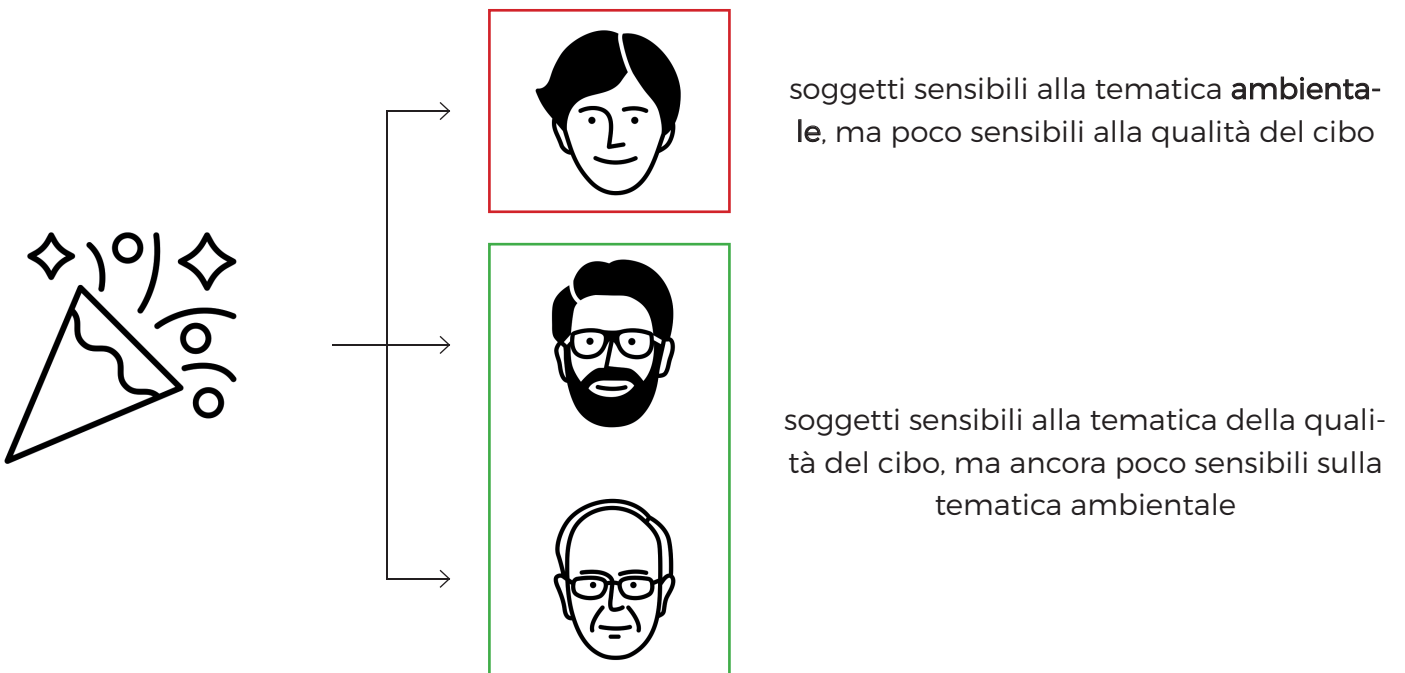 soggetti sensibili alla tematica ambienta-
le, ma poco sensibili alla qualità del cibo
soggetti sensibili alla tematica della quali-
tà del cibo, ma ancora poco sensibili sulla
tematica ambientale